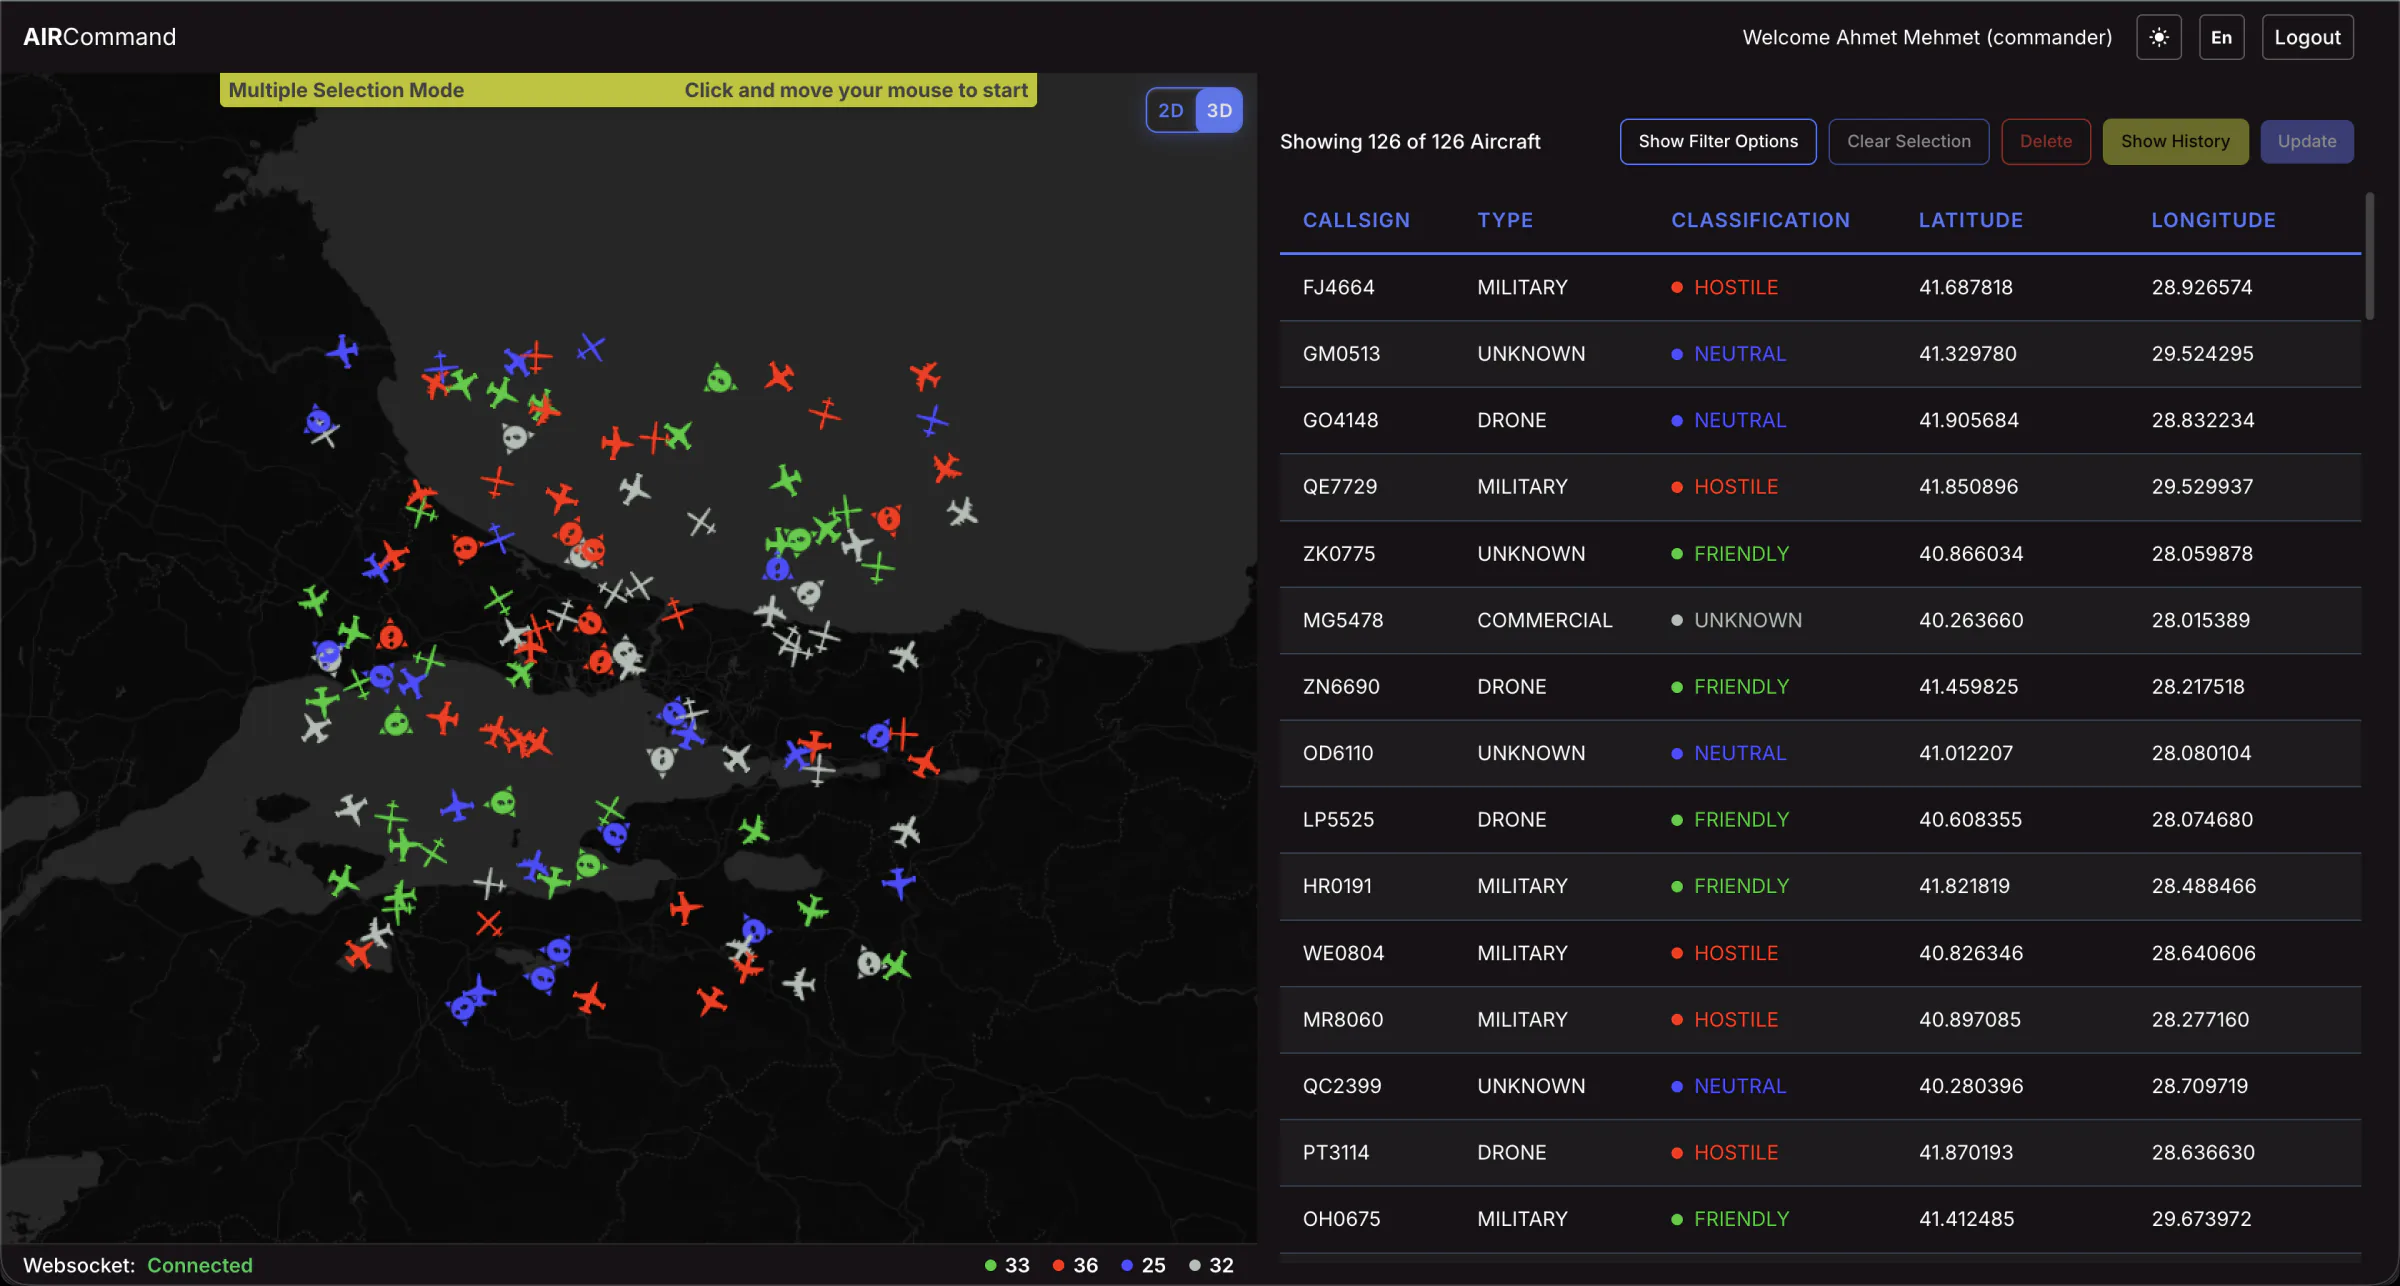 AIRCommand
Welcome Ahmet Mehmet (commander) En Logout
Multiple Selection Mode Click and move your mouse to start
2D 3D
Showing 126 of 126 Aircraft Show Filter Options Clear Selection Delete Show History Update
CALLSIGN TYPE CLASSIFICATION LATITUDE LONGITUDE
FJ4664 MILITARY HOSTILE 41.687818 28.926574
GM0513 UNKNOWN NEUTRAL 41.329780 29.524295
GO4148 DRONE NEUTRAL 41.905684 28.832234
QE7729 MILITARY HOSTILE 41.850896 29.529937
ZK0775 UNKNOWN FRIENDLY 40.866034 28.059878
MG5478 COMMERCIAL UNKNOWN 40.263660 28.015389
ZN6690 DRONE FRIENDLY 41.459825 28.217518
OD6110 UNKNOWN NEUTRAL 41.012207 28.080104
LP5525 DRONE FRIENDLY 40.608355 28.074680
HR0191 MILITARY FRIENDLY 41.821819 28.488466
WE0804 MILITARY HOSTILE 40.826346 28.640606
MR8060 MILITARY HOSTILE 40.897085 28.277160
QC2399 UNKNOWN NEUTRAL 40.280396 28.709719
PT3114 DRONE HOSTILE 41.870193 28.636630
OH0675 MILITARY FRIENDLY 41.412485 29.673972
Websocket: Connected 33 36 25 32